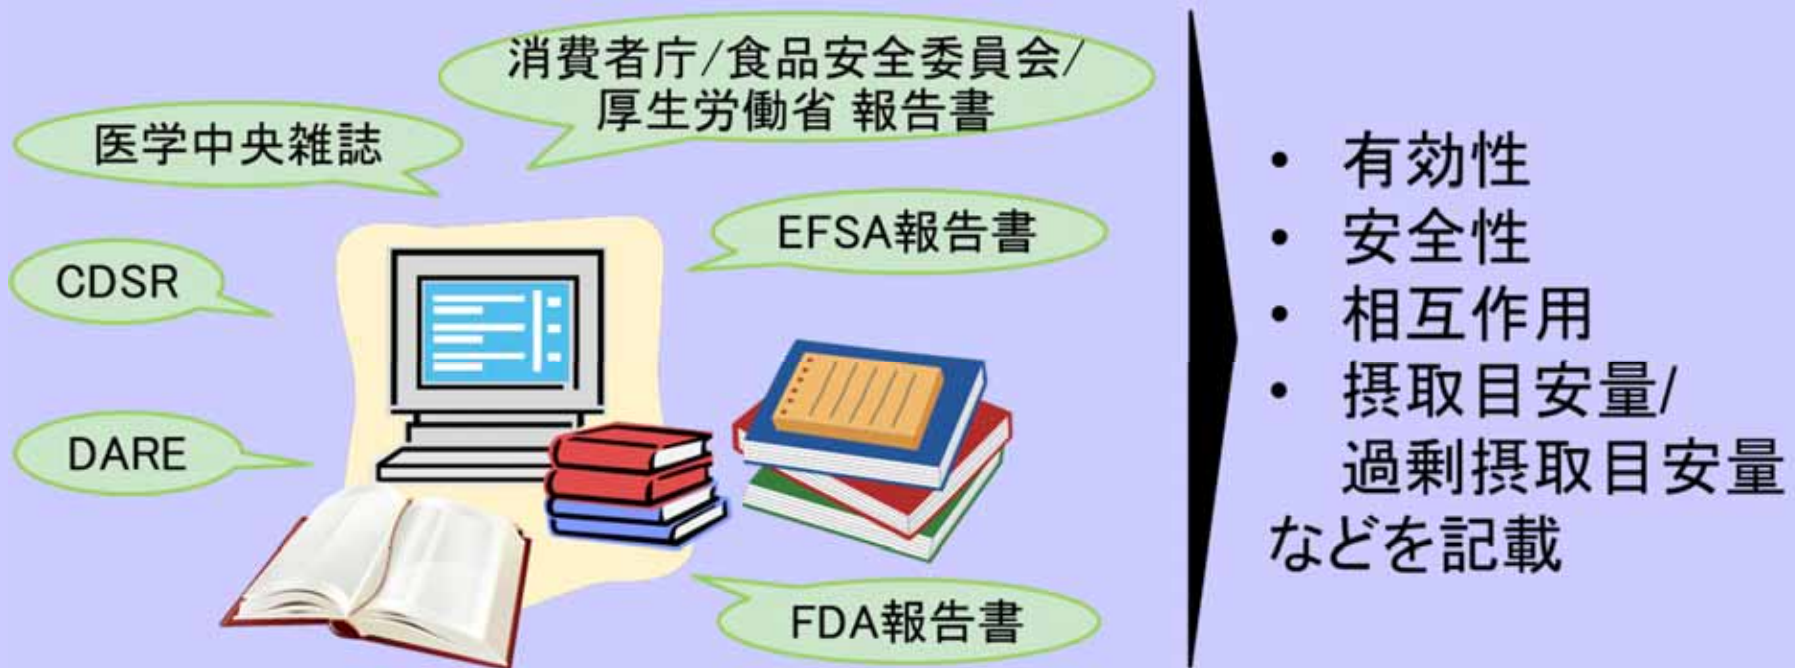 消費者庁/食品安全委員会/
厚生労働省 報告書
医学中央雑誌
EFSA報告書
CDSR
DARE
FDA報告書
• 有効性
• 安全性
• 相互作用
• 摂取目安量/
過剰摂取目安量
などを記載